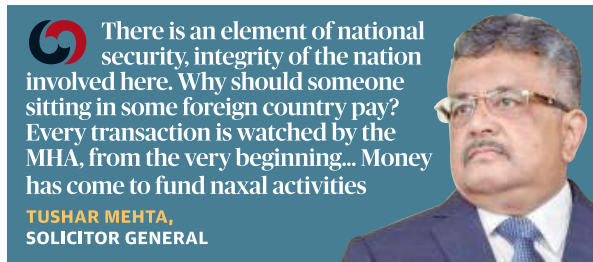 There is an element of national
security, integrity of the nation
involved here. Why should someone
sitting in some foreign country pay?
Every transaction is watched by the
MHA, from the very beginning... Money
has come to fund naxal activities
TUSHAR MEHTA,
SOLICITOR GENERAL